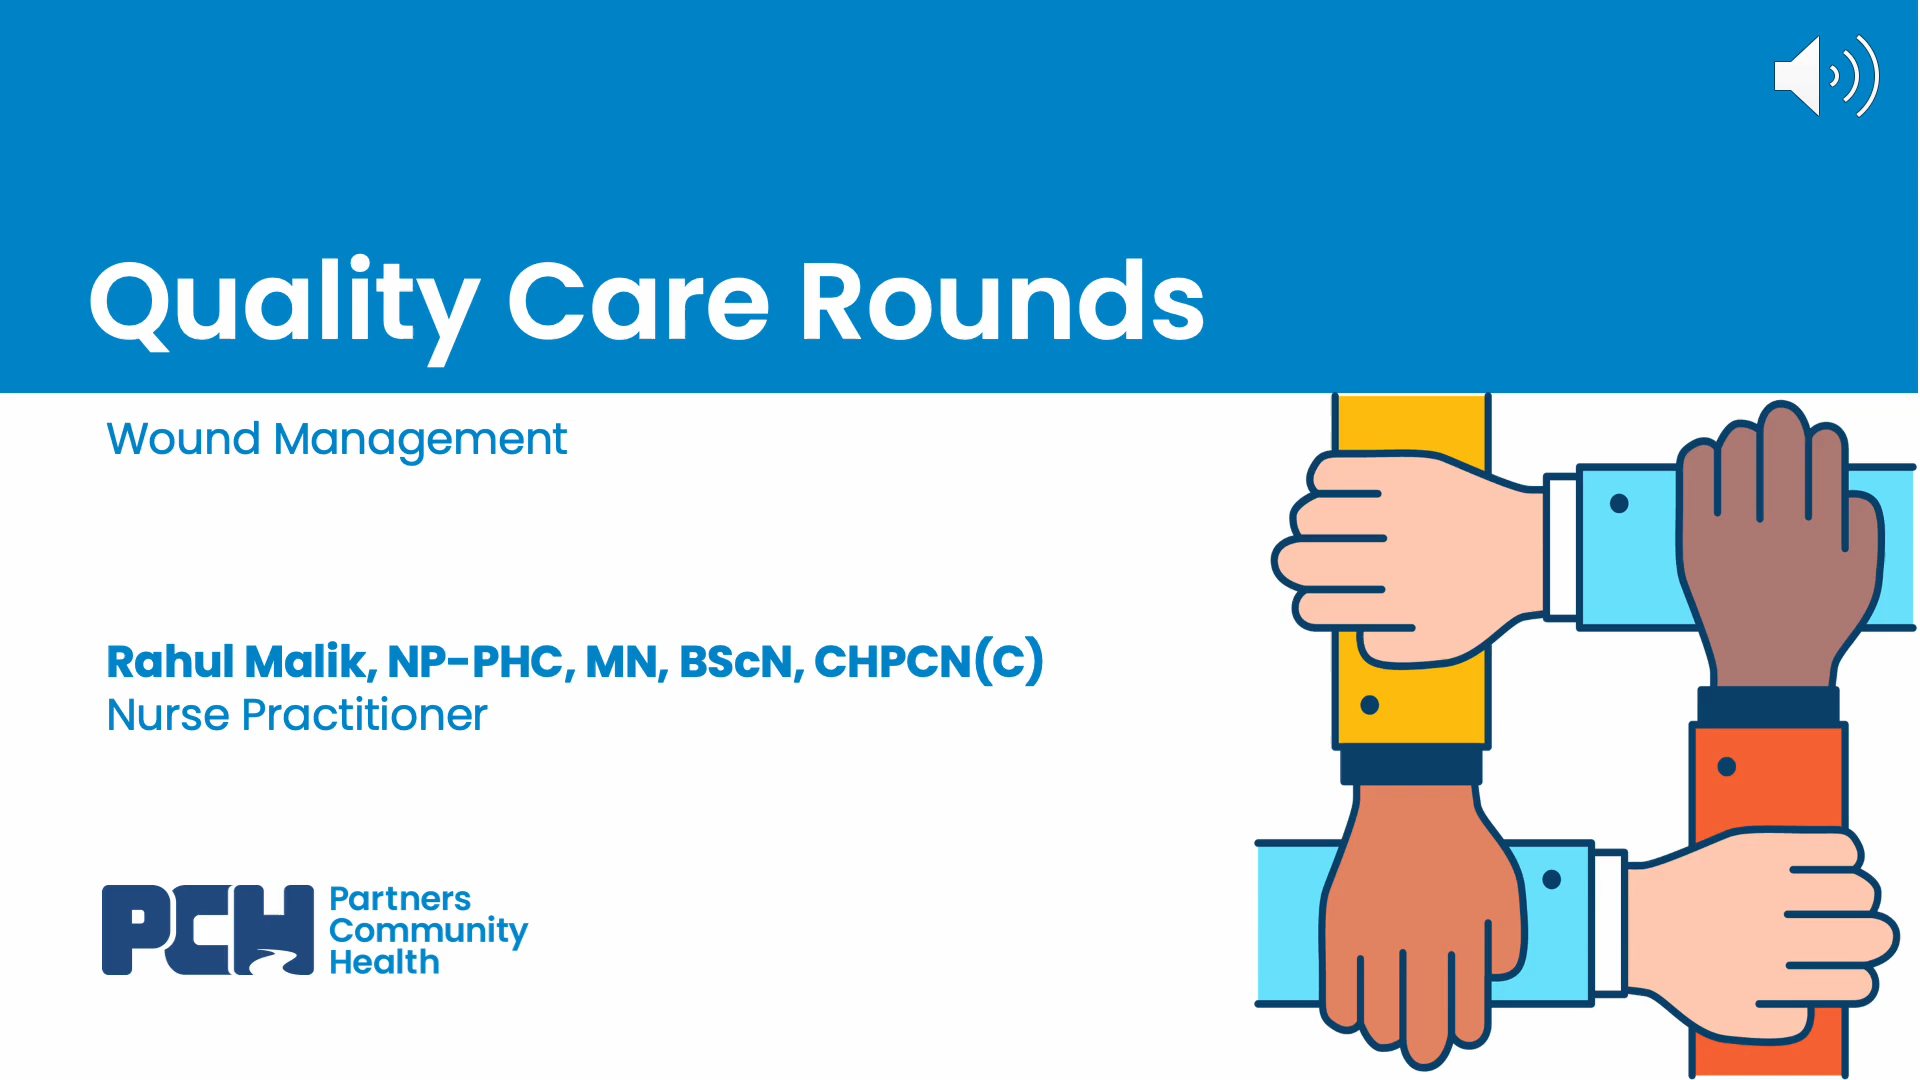 Quality Care Rounds
Wound Management
Rahul Malik, NP-PHC, MN, BScN, CHPCN(C)
Nurse Practitioner
PCH
Partners
Community
Health